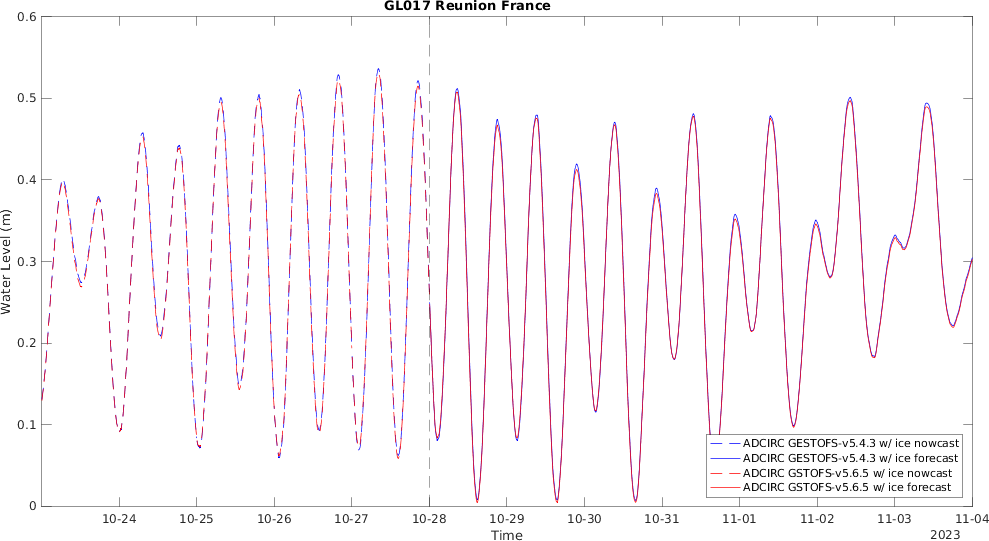 GL017 Reunion France
0.6
0.5
0.4
0.3
0.2
0.1
0
Water Level (m)
10-24 10-25 10-26 10-27 10-28 10-29 10-30 10-31 11-01 11-02 11-03 11-04
Time
2023
ADCIRC GESTOFS-v5.4.3 w/ ice nowcast
ADCIRC GESTOFS-v5.4.3 w/ ice forecast
ADCIRC GSTOFS-v5.6.5 w/ ice nowcast
ADCIRC GSTOFS-v5.6.5 w/ ice forecast